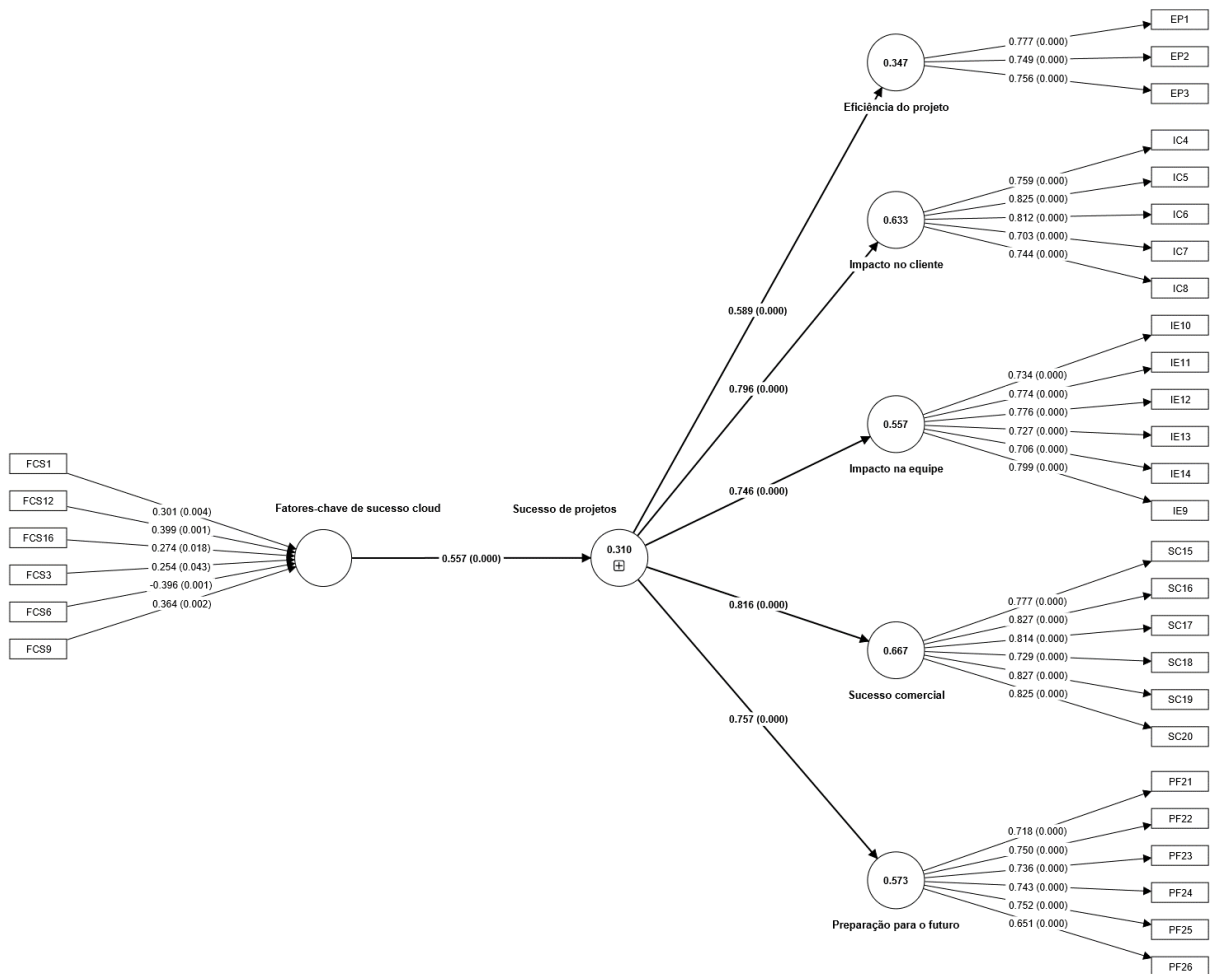 EP1
0.777 (0.000)
0.749 (0.000)
EP2
0.756 (0.000)
EP3
0.347
Eficiência do projeto
IC4
0.759 (0.000)
IC5
0.825 (0.000)
0.812 (0.000)
IC6
0.703 (0.000)
IC7
0.744 (0.000)
IC8
0.633
Impacto no cliente
0.589 (0.000)
IE10
0.734 (0.000)
IE11
0.774 (0.000)
0.776 (0.000)
IE12
0.727 (0.000)
IE13
0.706 (0.000)
IE14
0.799 (0.000)
IE9
0.796 (0.000)
0.557
Impacto na equipe
0.746 (0.000)
FCS1
FCS12
FCS16
FCS3
FCS6
FCS9
0.301 (0.004)
0.399 (0.001)
0.274 (0.018)
0.254 (0.043)
-0.396 (0.001)
0.364 (0.002)
Fatores-chave de sucesso cloud
0.557 (0.000)
Sucesso de projetos
0.310
SC15
0.777 (0.000)
SC16
0.827 (0.000)
0.814 (0.000)
SC17
0.729 (0.000)
SC18
0.827 (0.000)
SC19
0.825 (0.000)
SC20
0.816 (0.000)
0.667
Sucesso comercial
0.757 (0.000)
PF21
0.718 (0.000)
PF22
0.750 (0.000)
0.736 (0.000)
PF23
0.743 (0.000)
PF24
0.752 (0.000)
PF25
0.651 (0.000)
PF26
0.573
Preparação para o futuro